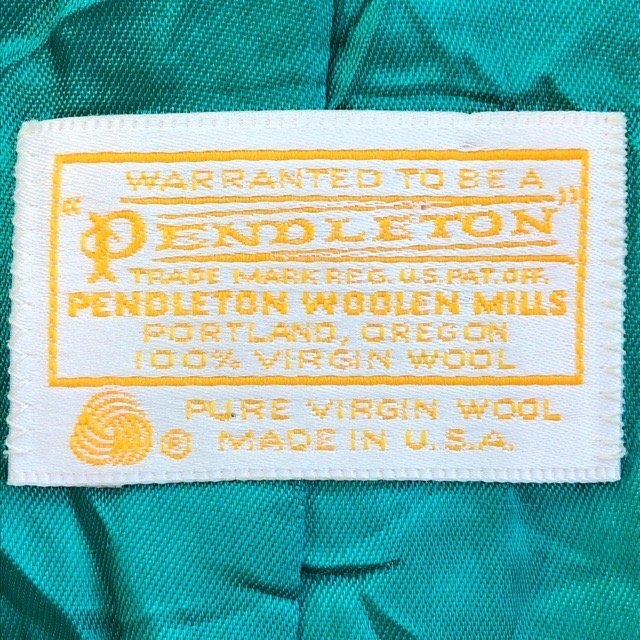 WARRANTED TO BE A
"PENDLETON"
TRADE MARK REG. U.S. PAT. OFF.
PENDLETON WOOLEN MILLS
PORTLAND, OREGON
100% VIRGIN WOOL
® PURE VIRGIN WOOL
MADE IN U.S.A.